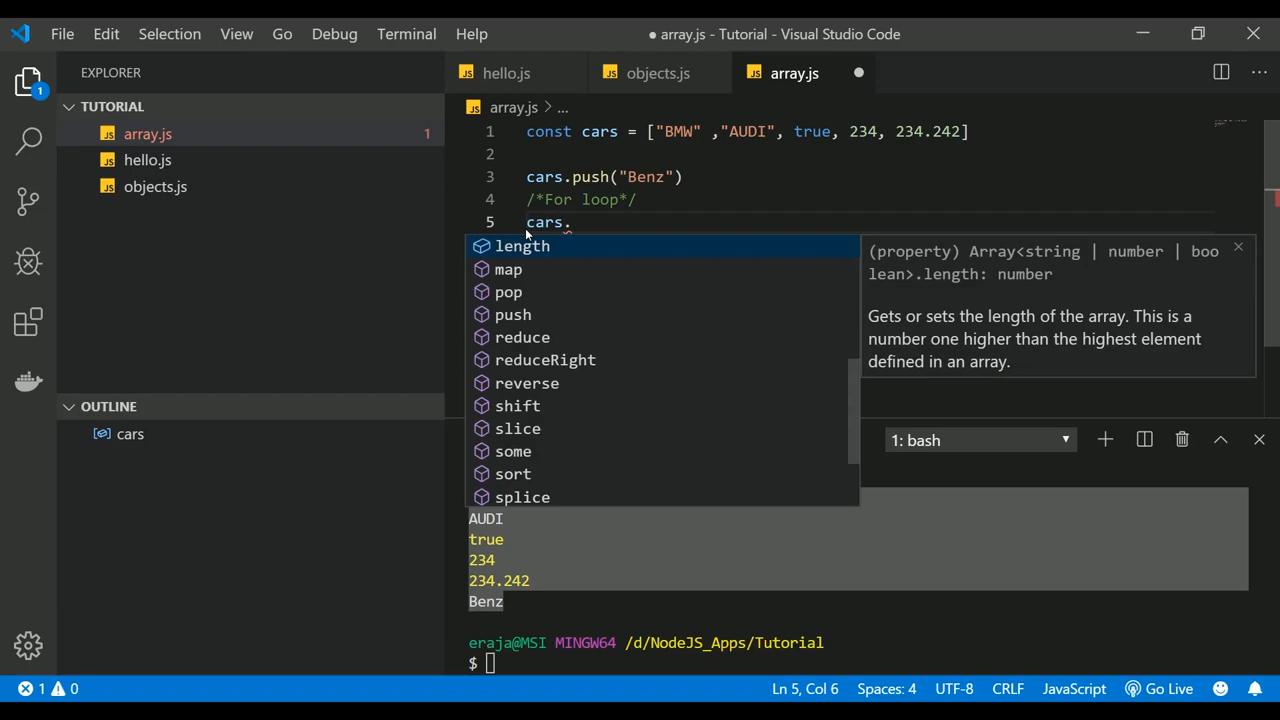 File Edit Selection View Go Debug Terminal Help ● array.js - Tutorial - Visual Studio Code
EXPLORER
hello.js objects.js array.js
TUTORIAL
array.js > ...
array.js 1
hello.js
objects.js
1 const cars = ["BMW" ,"AUDI", true, 234, 234.242]
2
3 cars.push("Benz")
4 /*For loop*/
5 cars.
length
map
pop
push
reduce
reduceRight
reverse
shift
slice
some
sort
splice
(property) Array<string | number | boo
lean>.length: number
Gets or sets the length of the array. This is a
number one higher than the highest element
defined in an array.
OUTLINE
cars
1: bash
AUDI
true
234
234.242
Benz
eraja@MSI MINGW64 /d/NodeJS_Apps/Tutorial
$
1
1 0 Ln 5, Col 6 Spaces: 4 UTF-8 CRLF JavaScript Go Live